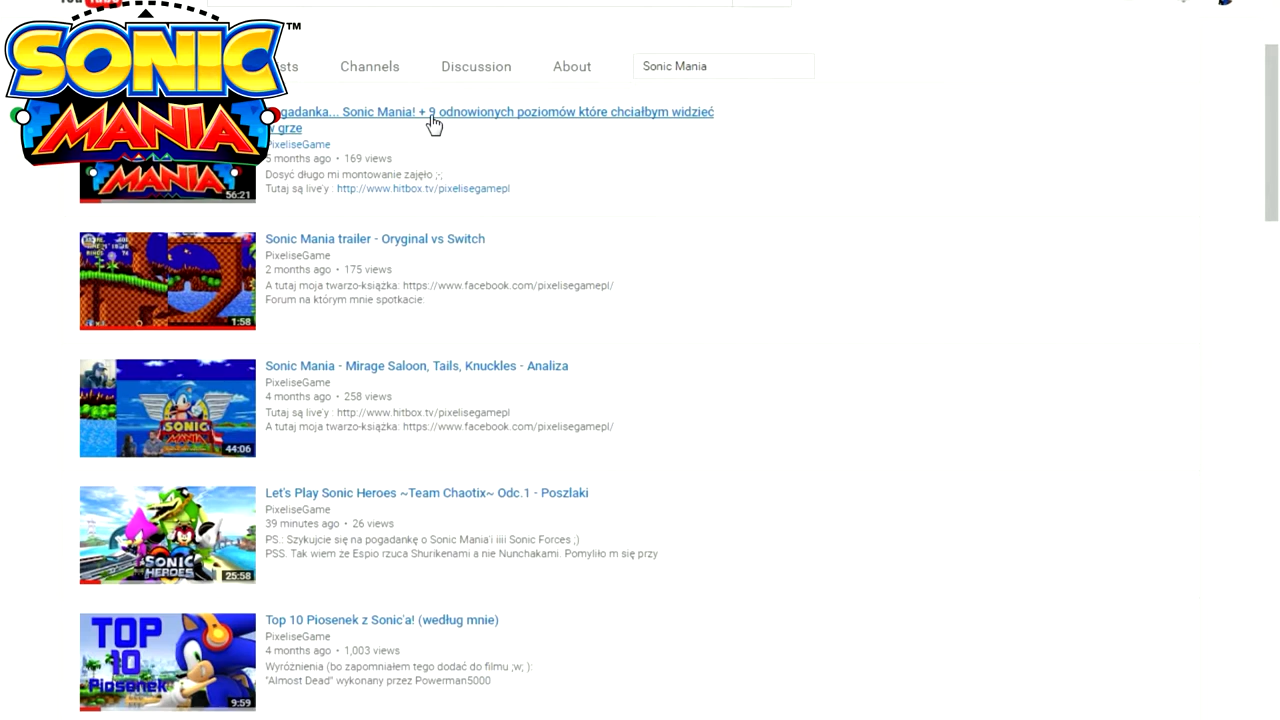 SONIC
MANIA
™
sts
Channels
Discussion
About
Sonic Mania
gadanka... Sonic Mania! + 9 odnowionych poziomów które chciałbym widzieć
w grze
PixeliseGame
5 months ago • 169 views
Dosyć długo mi montowanie zajęło ;-;
Tutaj są live'y : http://www.hitbox.tv/pixelisegamepl
MANIA
56:21
Sonic Mania trailer - Oryginal vs Switch
PixeliseGame
2 months ago • 175 views
A tutaj moja twarzo-książka: https://www.facebook.com/pixelisegamepl/
Forum na którym mnie spotkacie:
1:58
Sonic Mania - Mirage Saloon, Tails, Knuckles - Analiza
PixeliseGame
4 months ago • 258 views
Tutaj są live'y : http://www.hitbox.tv/pixelisegamepl
A tutaj moja twarzo-książka: https://www.facebook.com/pixelisegamepl/
SONIC
MANIA
44:06
Let's Play Sonic Heroes ~Team Chaotix~ Odc.1 - Poszlaki
PixeliseGame
39 minutes ago • 26 views
PS.: Szykujcie się na pogadankę o Sonic Mania'i iiii Sonic Forces ;)
PSS. Tak wiem ze Espio rzuca Shurikenami a nie Nunchakami. Pomyliło m się przy
SONIC
HEROES
25:58
Top 10 Piosenek z Sonic'a! (według mnie)
PixeliseGame
4 months ago • 1,003 views
Wyróżnienia (bo zapomniałem tego dodać do filmu ;w; ):
"Almost Dead" wykonany przez Powerman5000
TOP
10
Piosenek
9:59